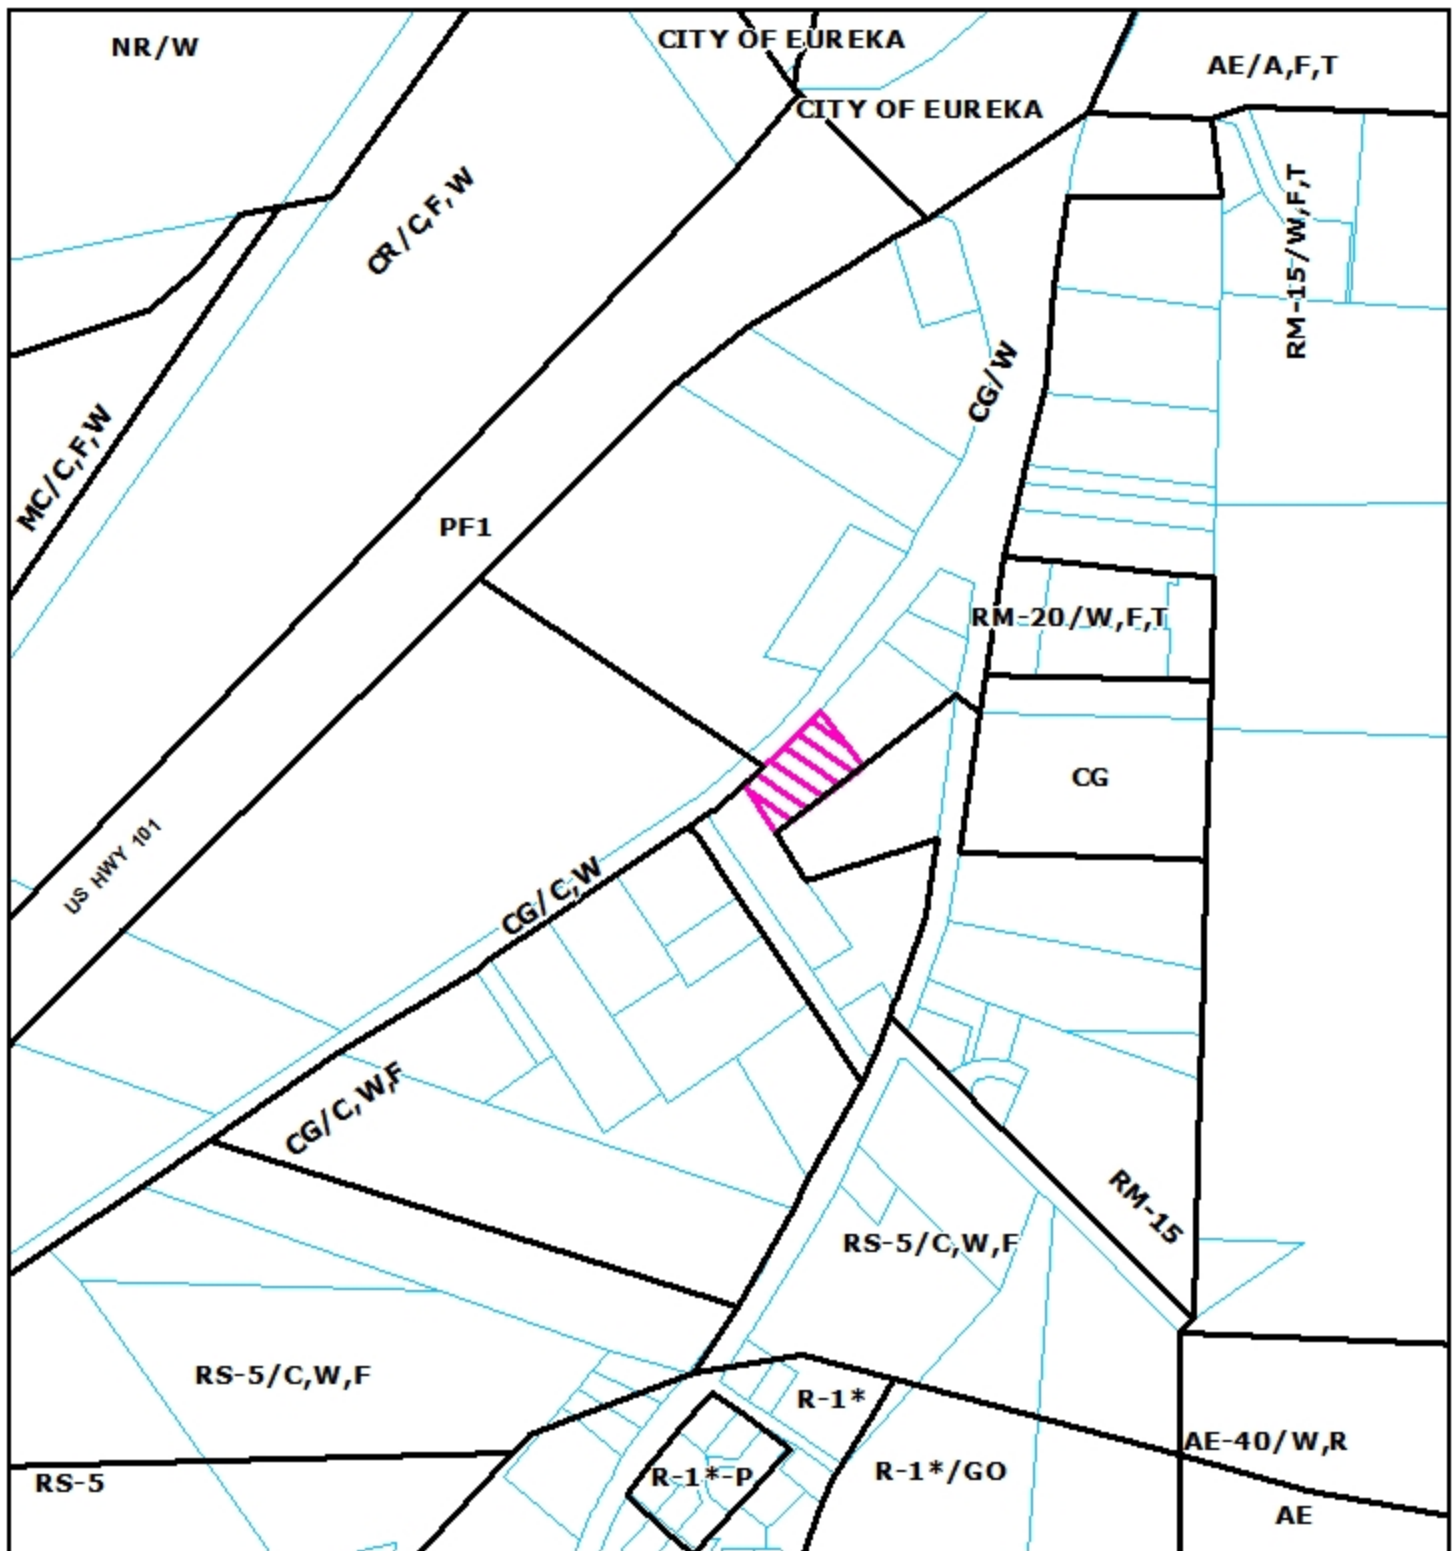 NR/W
CITY OF EUREKA
AE/A,F,T
CITY OF EUREKA
CR/C,F,W
RM-15/W,F,T
CG/W
MC/C,F,W
PF1
RM-20/W,F,T
CG
US HWY 101
CG/C,W
CG/C,W,F
RM-15
RS-5/C,W,F
RS-5/C,W,F
R-1*
AE-40/W,R
RS-5
R-1*-P
R-1*/GO
AE